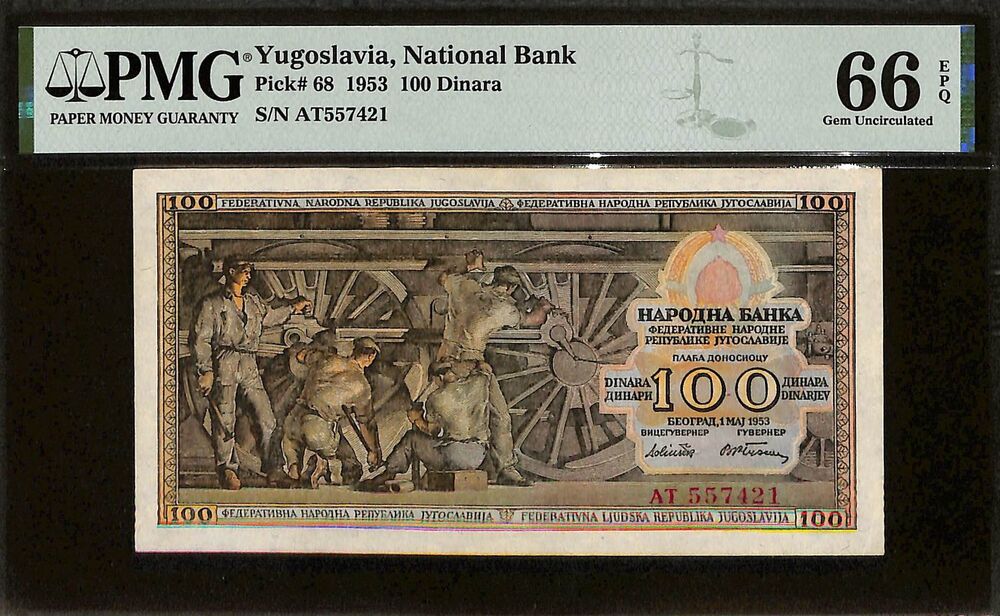 PMG®
PAPER MONEY GUARANTY
Yugoslavia, National Bank
Pick# 68 1953 100 Dinara
S/N AT557421
66 EPQ
Gem Uncirculated
100 FEDERATIVNA NARODNA REPUBLIKA JUGOSLAVIJA ФЕДЕРАТИВНА НАРОДНА РЕПУБЛИКА ЈУГОСЛАВИЈА 100
НАРОДНА БАНКА
ФЕДЕРАТИВНЕ НАРОДНЕ
РЕПУБЛИКЕ ЈУГОСЛАВИЈЕ
ПЛАЋА ДОНОСИОЦУ
DINARA 100 ДИНАРА
ДИНАРИ DINARJEV
БЕОГРАД, 1 МАЈ 1953
ВИЦЕГУВЕРНЕР ГУВЕРНЕР
АТ 557421
100 ФЕДЕРАТИВНА НАРОДНА РЕПУБЛИКА ЈУГОСЛАВИЈА FEDERATIVNA LJUDSKA REPUBLIKA JUGOSLAVIJA 100